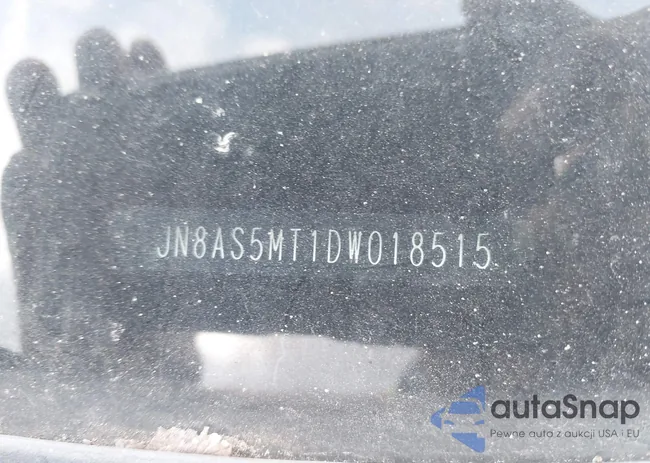 JN8AS5MT1DW018515
autaSnap
Pewne auta z aukcji USA i EU